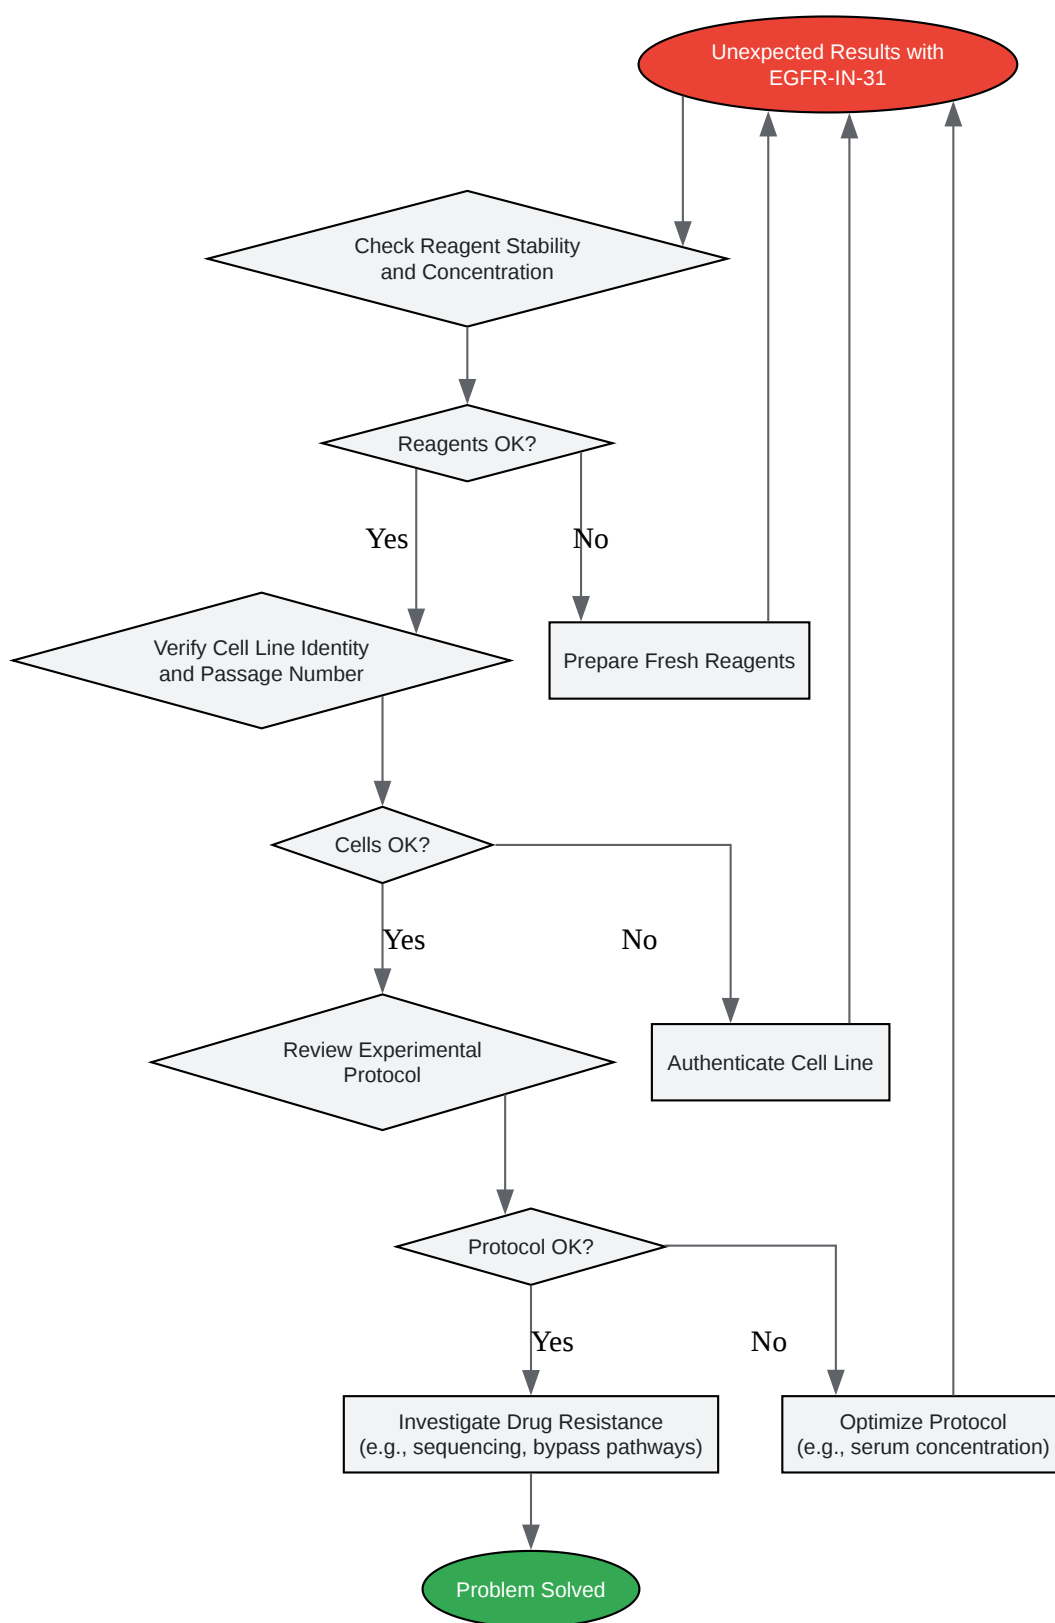 Unexpected Results with
EGFR-IN-31
Check Reagent Stability
and Concentration
Reagents OK?
Yes
No
Verify Cell Line Identity
and Passage Number
Prepare Fresh Reagents
Cells OK?
Yes
No
Review Experimental
Protocol
Authenticate Cell Line
Protocol OK?
Yes
No
Investigate Drug Resistance
(e.g., sequencing, bypass pathways)
Optimize Protocol
(e.g., serum concentration)
Problem Solved